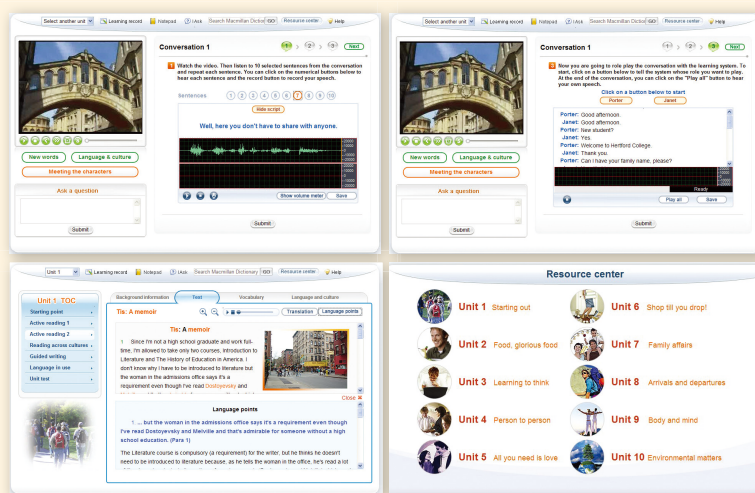 Select another unit
Learning record
Notepad
I Ask
Search Macmillan Dictior
GO
Resource center
Help
Conversation 1
1 > 2 > 3
Next
1 Watch the video. Then listen to 10 selected sentences from the conversation
and repeat each sentence. You can click on the numerical buttons below to
hear each sentence and the record button to record your speech.
Sentences 1 2 3 4 5 6 7 8 9 10
Hide script
Well, here you don't have to share with anyone.
Show volume meter
Save
New words
Language & culture
Meeting the characters
Ask a question
Submit
Submit
Select another unit
Learning record
Notepad
I Ask
Search Macmillan Dictior
GO
Resource center
Help
Conversation 1
1 > 2 > 3
Next
3 Now you are going to role play the conversation with the learning system. To
start, click on a button below to tell the system whose role you want to play.
At the end of the conversation, you can click on the "Play all" button to hear
your own speech.
Click on a button below to start
Porter
Janet
Porter: Good afternoon.
Janet: Good afternoon.
Porter: New student?
Janet: Yes.
Porter: Welcome to Hertford College.
Janet: Thank you.
Porter: Can I have your family name, please?
Ready
Play all
Save
New words
Language & culture
Meeting the characters
Ask a question
Submit
Submit
Unit 1
Learning record
Notepad
I Ask
Search Macmillan Dictionary
GO
Resource center
Help
Unit 1 TOC
Starting point
Active reading 1
Active reading 2
Reading across cultures
Guided writing
Language in use
Unit test
Background information
Text
Vocabulary
Language and culture
Tis: A memoir
Translation
Language points
Tis: A memoir
1 Since I'm not a high school graduate and work full-
time, I'm allowed to take only two courses, Introduction to
Literature and The History of Education in America. I
don't know why I have to be introduced to literature but
the woman in the admissions office says it's a
requirement even though I've read Dostoyevsky and
Close
Language points
1. ... but the woman in the admissions office says it's a requirement even though
I've read Dostoyevsky and Melville and that's admirable for someone without a high
school education. (Para 1)
The Literature course is compulsory (a requirement) for the writer, but he thinks he doesn't
need to be introduced to literature because, as he tells the woman in the office, he's read a lot
Resource center
Unit 1 Starting out
Unit 2 Food, glorious food
Unit 3 Learning to think
Unit 4 Person to person
Unit 5 All you need is love
Unit 6 Shop till you drop!
Unit 7 Family affairs
Unit 8 Arrivals and departures
Unit 9 Body and mind
Unit 10 Environmental matters